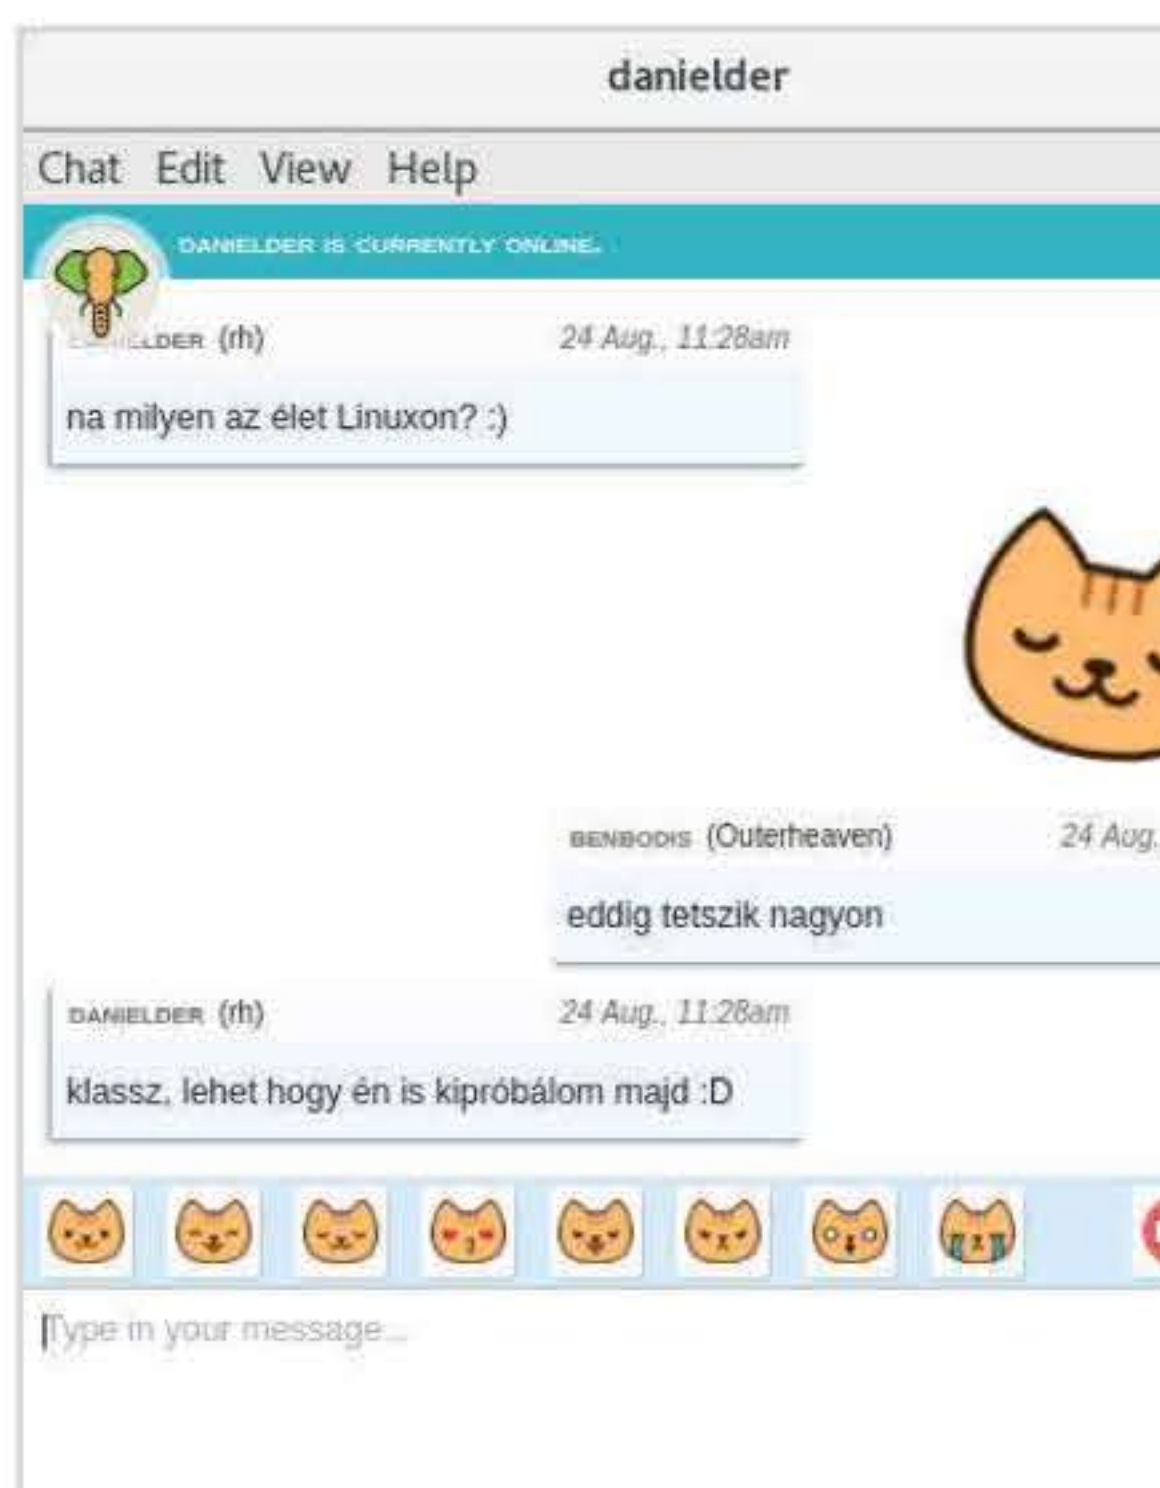 danielder
Chat Edit View Help
DANIELDER IS CURRENTLY ONLINE.
ELDER (rh) 24 Aug., 11:28am
na milyen az élet Linuxon? :)
BENBODIS (Outerheaven) 24 Aug.
eddig tetszik nagyon
DANIELDER (rh) 24 Aug., 11:28am
klassz, lehet hogy én is kipróbálom majd :D
Type in your message...